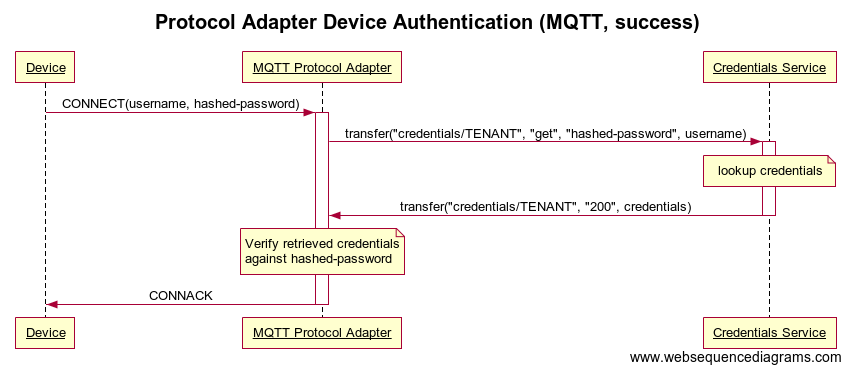 Protocol Adapter Device Authentication (MQTT, success)
Device
MQTT Protocol Adapter
Credentials Service
CONNECT(username, hashed-password)
transfer("credentials/TENANT", "get", "hashed-password", username)
lookup credentials
transfer("credentials/TENANT", "200", credentials)
Verify retrieved credentials
against hashed-password
CONNACK
Device
MQTT Protocol Adapter
Credentials Service
www.websequencediagrams.com